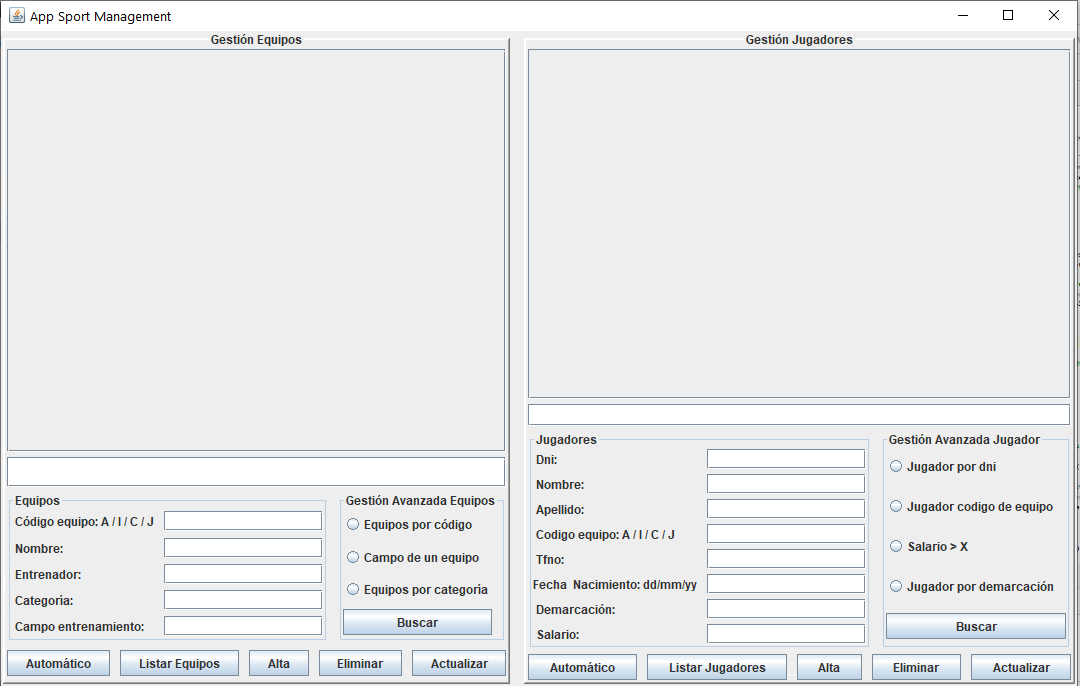 App Sport Management
Gestión Equipos
Equipos
Código equipo: A / I / C / J
Nombre:
Entrenador:
Categoría:
Campo entrenamiento:
Gestión Avanzada Equipos
Equipos por código
Campo de un equipo
Equipos por categoría
Buscar
Automático
Listar Equipos
Alta
Eliminar
Actualizar
Gestión Jugadores
Jugadores
Dni:
Nombre:
Apellido:
Codigo equipo: A / I / C / J
Tfno:
Fecha Nacimiento: dd/mm/yy
Demarcación:
Salario:
Gestión Avanzada Jugador
Jugador por dni
Jugador codigo de equipo
Salario > X
Jugador por demarcación
Buscar
Automático
Listar Jugadores
Alta
Eliminar
Actualizar